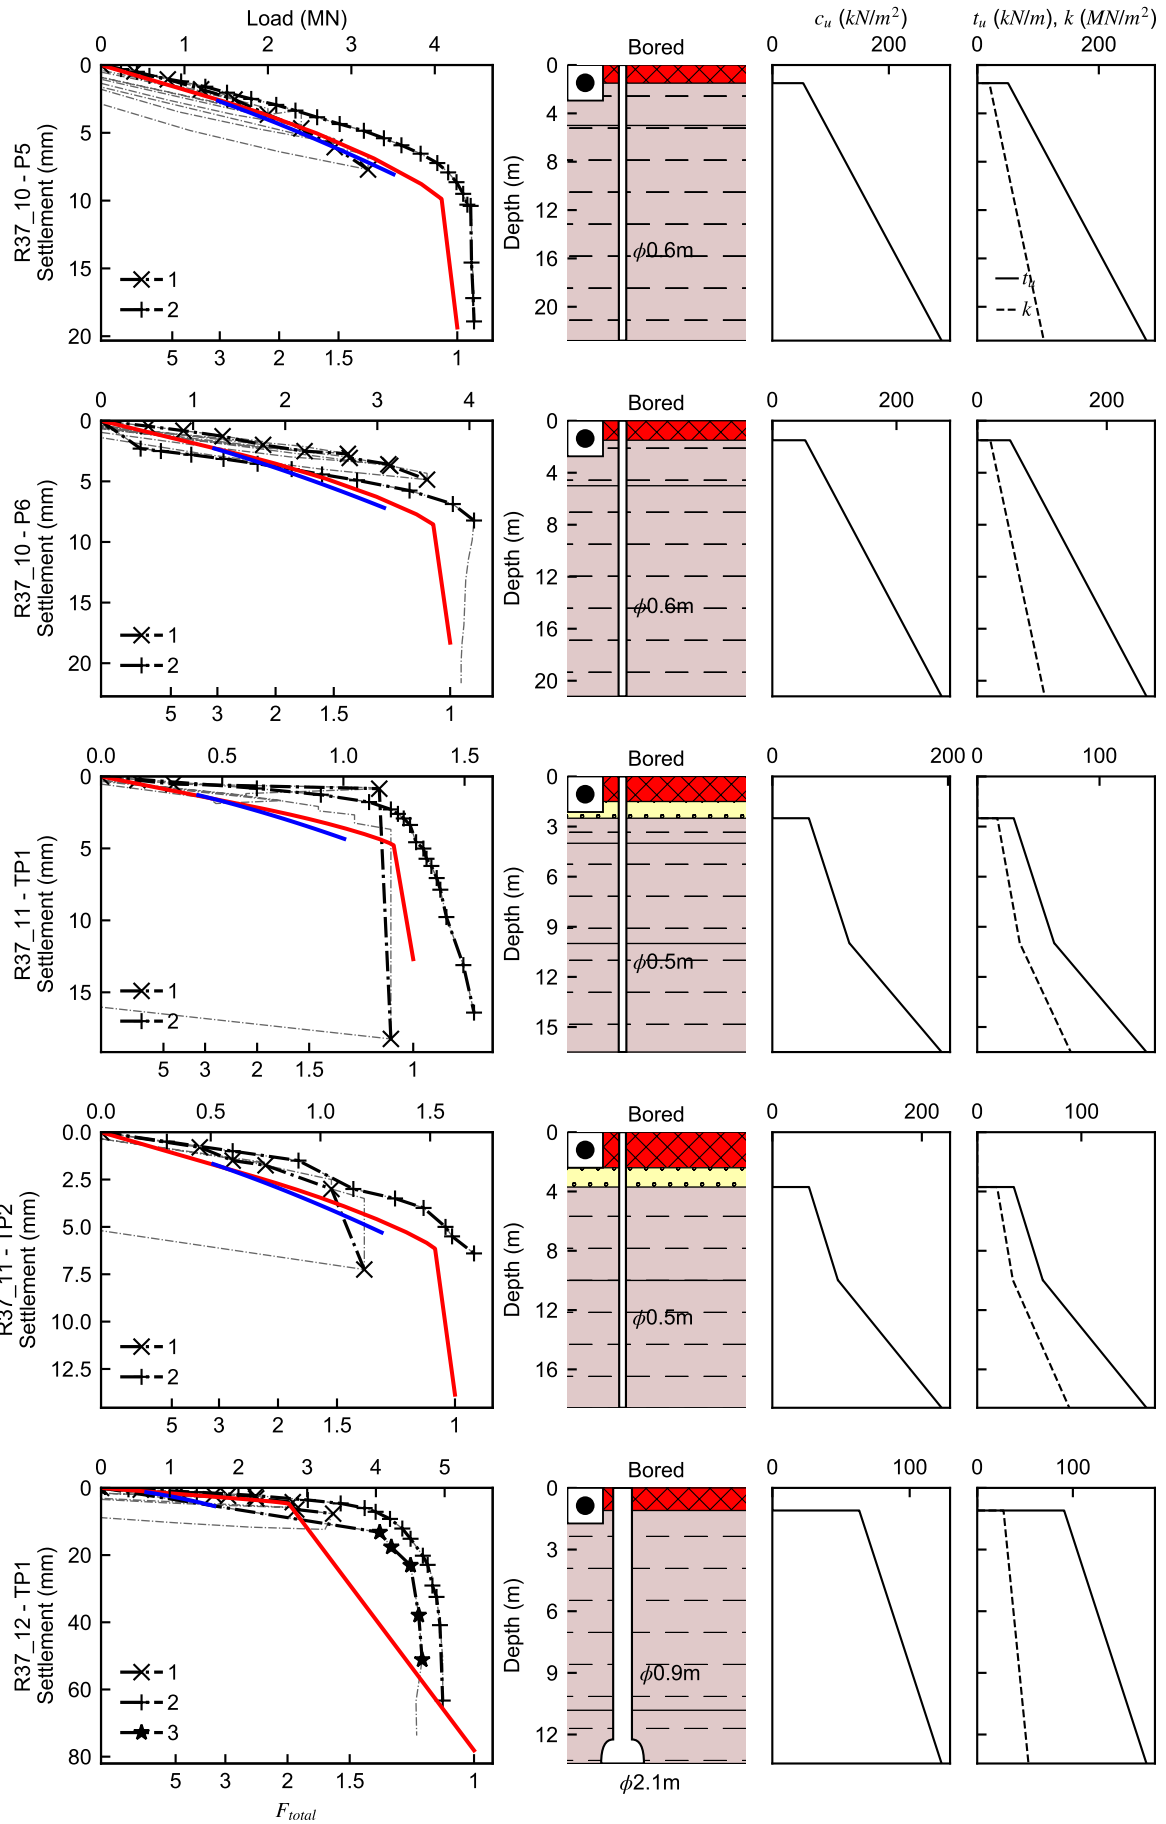 Load (MN)
c_u (kN/m²)
t_u (kN/m), k (MN/m²)
0 1 2 3 4
Bored
0 200
0 200
R37_10 - P5
Settlement (mm)
0
5
10
15
20
1
2
5 3 2 1.5 1
Depth (m)
0
4
8
12
16
20
ϕ0.6m
t_u
k
0 1 2 3 4
Bored
0 200
0 200
R37_10 - P6
Settlement (mm)
0
5
10
15
20
1
2
5 3 2 1.5 1
Depth (m)
0
4
8
12
16
20
ϕ0.6m
0.0 0.5 1.0 1.5
Bored
0 200
0 100
R37_11 - TP1
Settlement (mm)
0
5
10
15
1
2
5 3 2 1.5 1
Depth (m)
0
3
6
9
12
15
ϕ0.5m
0.0 0.5 1.0 1.5
Bored
0 200
0 100
R37_11 - TP2
Settlement (mm)
0.0
2.5
5.0
7.5
10.0
12.5
1
2
5 3 2 1.5 1
Depth (m)
0
4
8
12
16
ϕ0.5m
0 1 2 3 4 5
Bored
0 100
0 100
R37_12 - TP1
Settlement (mm)
0
20
40
60
80
1
2
3
5 3 2 1.5 1
F_total
Depth (m)
0
3
6
9
12
ϕ0.9m
ϕ2.1m